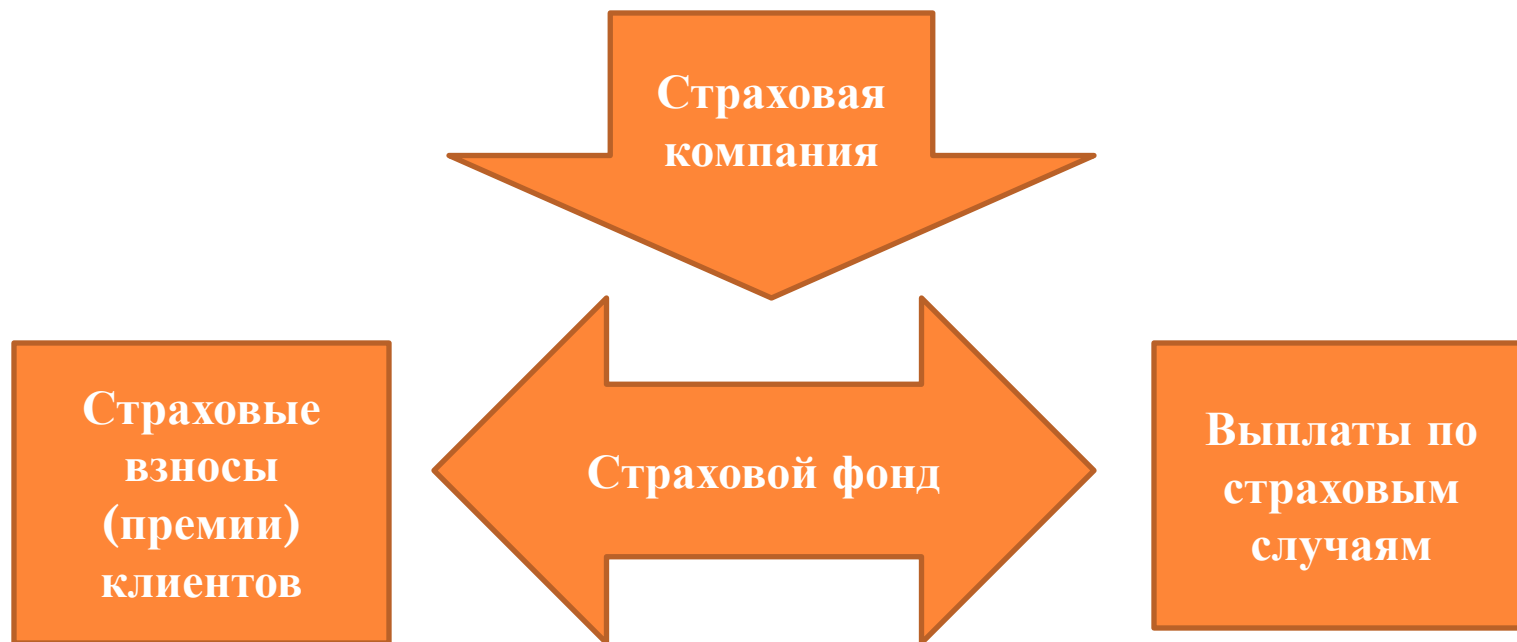 Страховая
компания
Страховые
взносы
(премии)
клиентов
Страховой фонд
Выплаты по
страховым
случаям